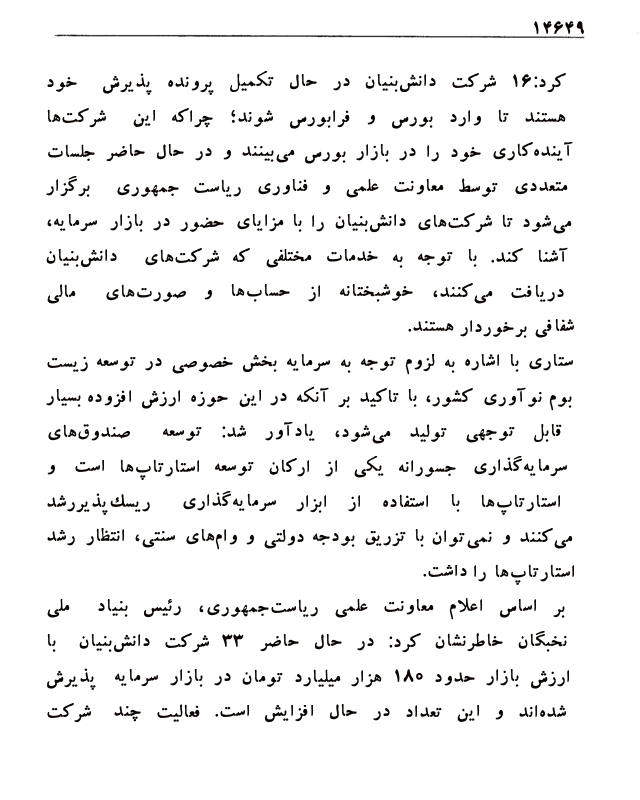 ۱۴۶۴۹
کرد:۱۶ شرکت دانش‌بنیان در حال تکمیل پرونده پذیرش خود
هستند تا وارد بورس و فرابورس شوند؛ چراکه این شرکت‌ها
آینده‌کاری خود را در بازار بورس می‌بینند و در حال حاضر جلسات
متعددی توسط معاونت علمی و فناوری ریاست جمهوری برگزار
می‌شود تا شرکت‌های دانش‌بنیان را با مزایای حضور در بازار سرمایه،
آشنا کند. با توجه به خدمات مختلفی که شرکت‌های دانش‌بنیان
دریافت می‌کنند، خوشبختانه از حساب‌ها و صورت‌های مالی
شفافی برخوردار هستند.
ستاری با اشاره به لزوم توجه به سرمایه بخش خصوصی در توسعه زیست
بوم نوآوری کشور، با تاکید بر آنکه در این حوزه ارزش افزوده بسیار
قابل توجهی تولید می‌شود، یادآور شد: توسعه صندوق‌های
سرمایه‌گذاری جسورانه یکی از ارکان توسعه استارتاپ‌ها است و
استارتاپ‌ها با استفاده از ابزار سرمایه‌گذاری ریسك‌پذیررشد
می‌کنند و نمی‌توان با تزریق بودجه دولتی و وام‌های سنتی، انتظار رشد
استارتاپ‌ها را داشت.
بر اساس اعلام معاونت علمی ریاست‌جمهوری، رئیس بنیاد ملی
نخبگان خاطرنشان کرد: در حال حاضر ۳۳ شرکت دانش‌بنیان با
ارزش بازار حدود ۱۸۰ هزار میلیارد تومان در بازار سرمایه پذیرش
شده‌اند و این تعداد در حال افزایش است. فعالیت چند شرکت